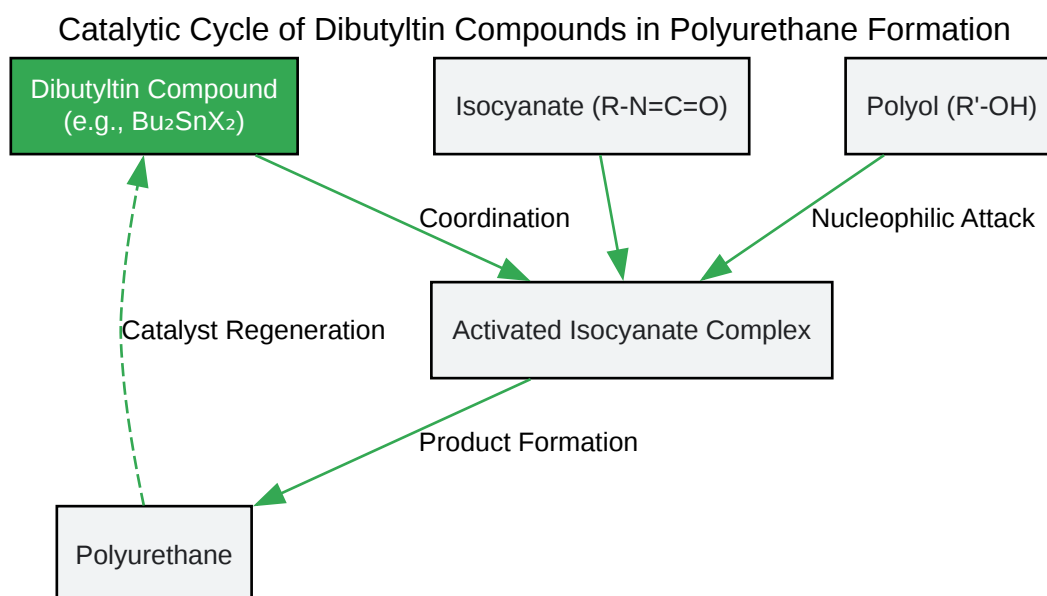 Catalytic Cycle of Dibutyltin Compounds in Polyurethane Formation
Dibutyltin Compound
(e.g., Bu₂SnX₂)
Isocyanate (R-N=C=O)
Polyol (R'-OH)
Coordination
Nucleophilic Attack
Catalyst Regeneration
Activated Isocyanate Complex
Product Formation
Polyurethane